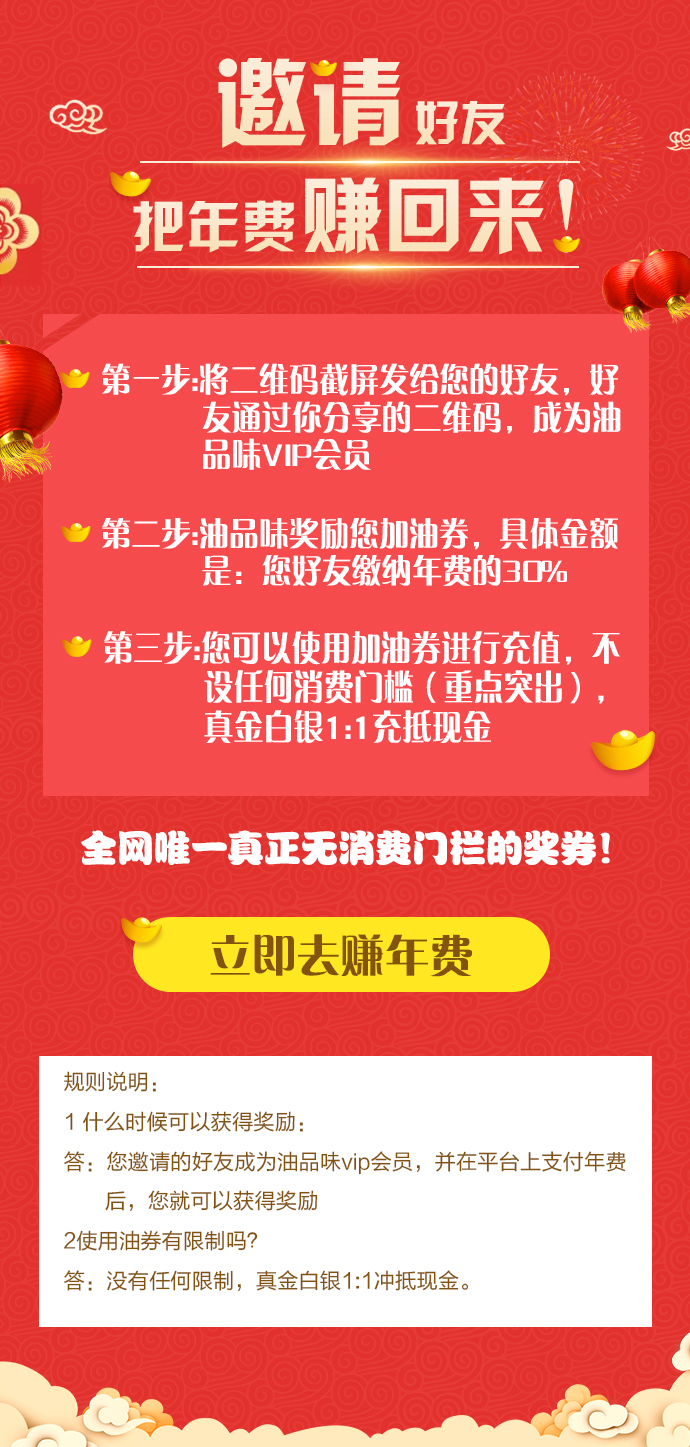 邀请好友
把年费赚回来！
第一步:将二维码截屏发给您的好友，好
友通过你分享的二维码，成为油
品味VIP会员
第二步:油品味奖励您加油券，具体金额
是：您好友缴纳年费的30%
第三步:您可以使用加油券进行充值，不
设任何消费门槛（重点突出），
真金白银1:1充抵现金
全网唯一真正无消费门栏的奖券！
立即去赚年费
规则说明：
1 什么时候可以获得奖励：
答：您邀请的好友成为油品味vip会员，并在平台上支付年费
后，您就可以获得奖励
2使用油券有限制吗？
答：没有任何限制，真金白银1:1冲抵现金。